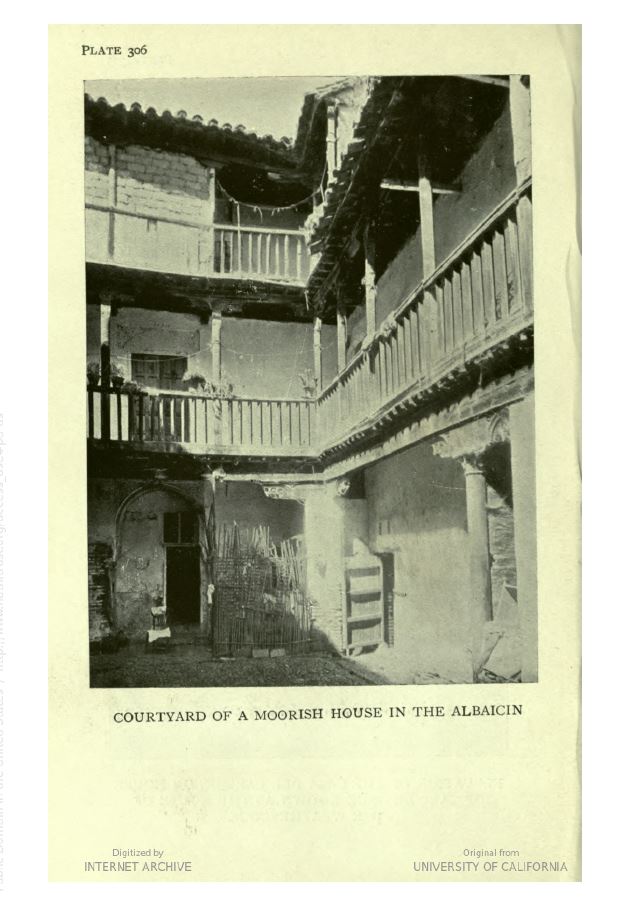 PLATE 306
COURTYARD OF A MOORISH HOUSE IN THE ALBAICIN
Digitized by
INTERNET ARCHIVE
Original from
UNIVERSITY OF CALIFORNIA